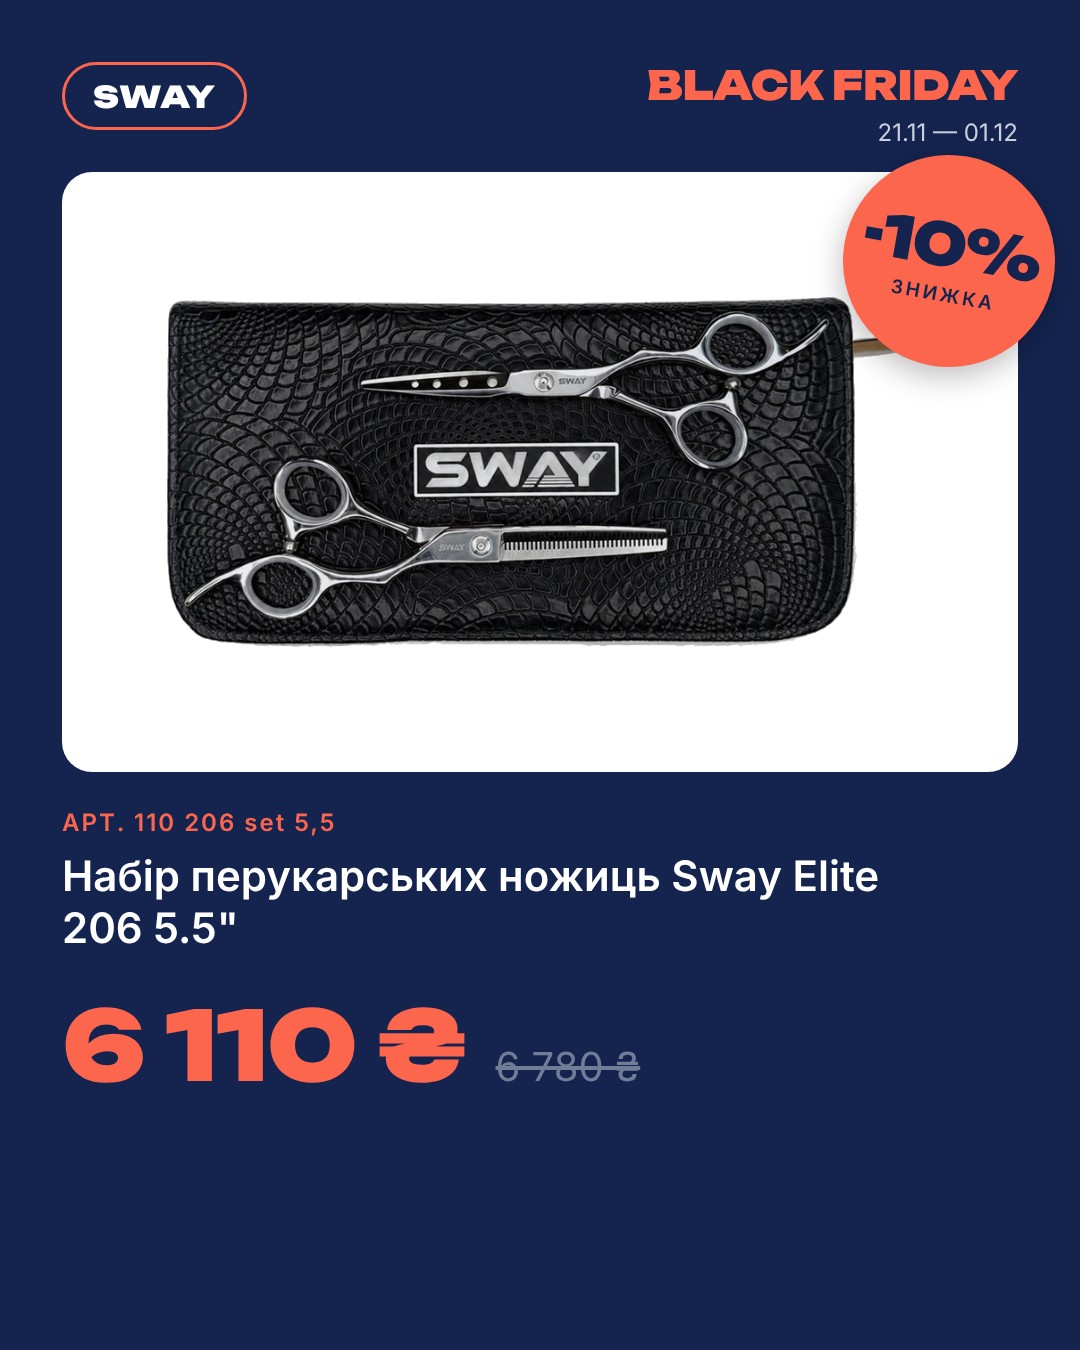 SWAY
BLACK FRIDAY
21.11 — 01.12
-10%
ЗНИЖКА
SWAY
SWAY®
SWAY
АРТ. 110 206 set 5,5
Набір перукарських ножиць Sway Elite
206 5.5"
6 110 ₴
6 780 ₴